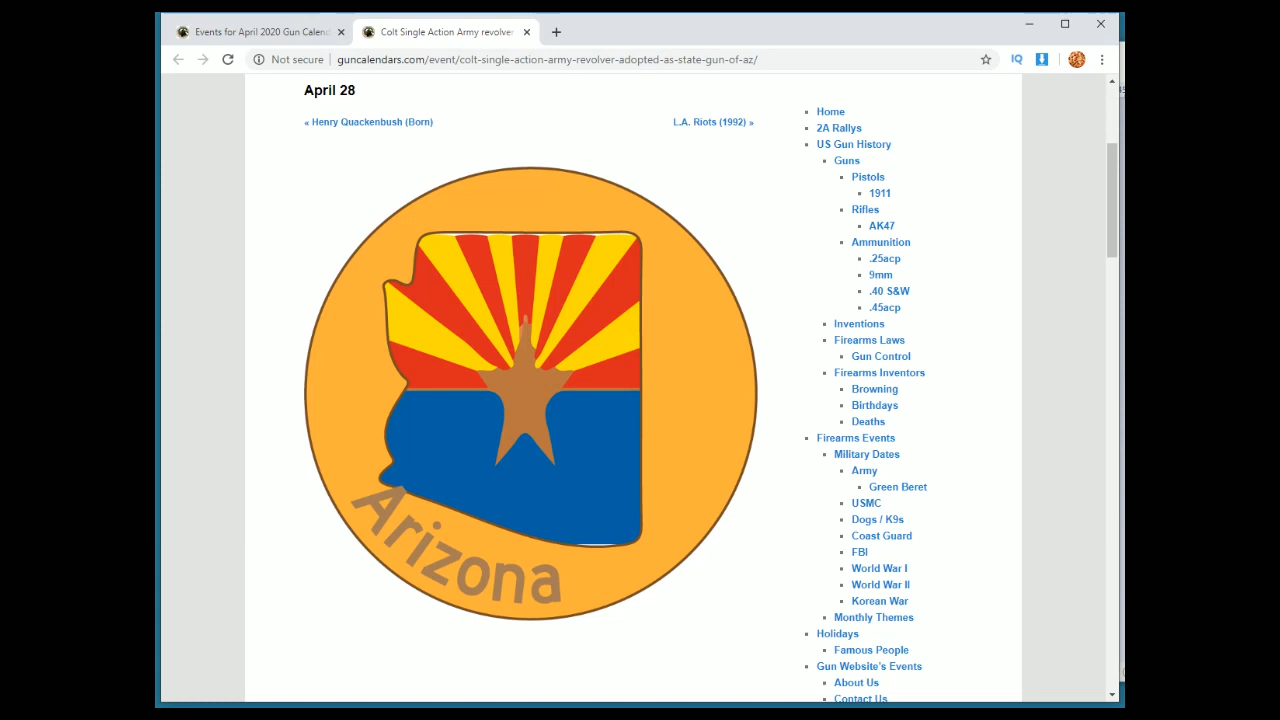 Events for April 2020 Gun Calend
Colt Single Action Army revolver
Not secure
guncalendars.com/event/colt-single-action-army-revolver-adopted-as-state-gun-of-az/
IQ
April 28
« Henry Quackenbush (Born)
L.A. Riots (1992) »
Arizona
Home
2A Rallys
US Gun History
Guns
Pistols
1911
Rifles
AK47
Ammunition
.25acp
9mm
.40 S&W
.45acp
Inventions
Firearms Laws
Gun Control
Firearms Inventors
Browning
Birthdays
Deaths
Firearms Events
Military Dates
Army
Green Beret
USMC
Dogs / K9s
Coast Guard
FBI
World War I
World War II
Korean War
Monthly Themes
Holidays
Famous People
Gun Website's Events
About Us
Contact Us